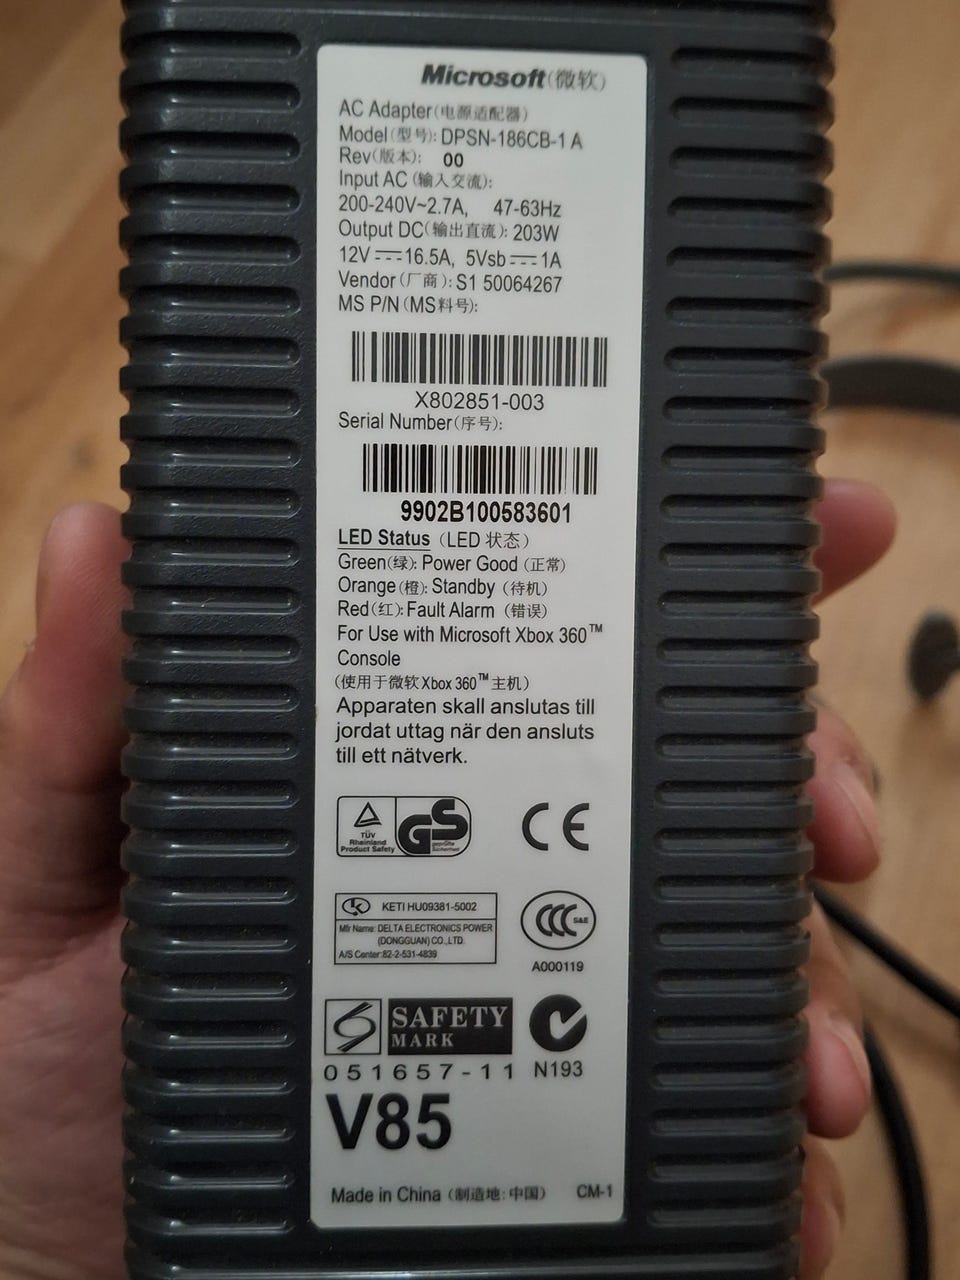 Microsoft(微软)
AC Adapter(电源适配器)
Model(型号): DPSN-186CB-1 A
Rev(版本): 00
Input AC (输入交流):
200-240V~2.7A, 47-63Hz
Output DC(输出直流): 203W
12V⎓16.5A, 5Vsb⎓1A
Vendor(厂商): S1 50064267
MS P/N (MS料号):
X802851-003
Serial Number(序号):
9902B100583601
LED Status (LED 状态)
Green(绿): Power Good (正常)
Orange(橙): Standby (待机)
Red(红): Fault Alarm (错误)
For Use with Microsoft Xbox 360™
Console
(使用于微软Xbox 360™主机)
Apparaten skall anslutas till
jordat uttag när den ansluts
till ett nätverk.
TÜV
Rheinland
Product Safety
GS
geprüfte
Sicherheit
CE
KETI HU09381-5002
Mfr Name: DELTA ELECTRONICS POWER
(DONGGUAN) CO.,LTD.
A/S Center:82-2-531-4839
CCC S&E
A000119
SAFETY
MARK
051657-11 N193
V85
Made in China (制造地:中国) CM-1